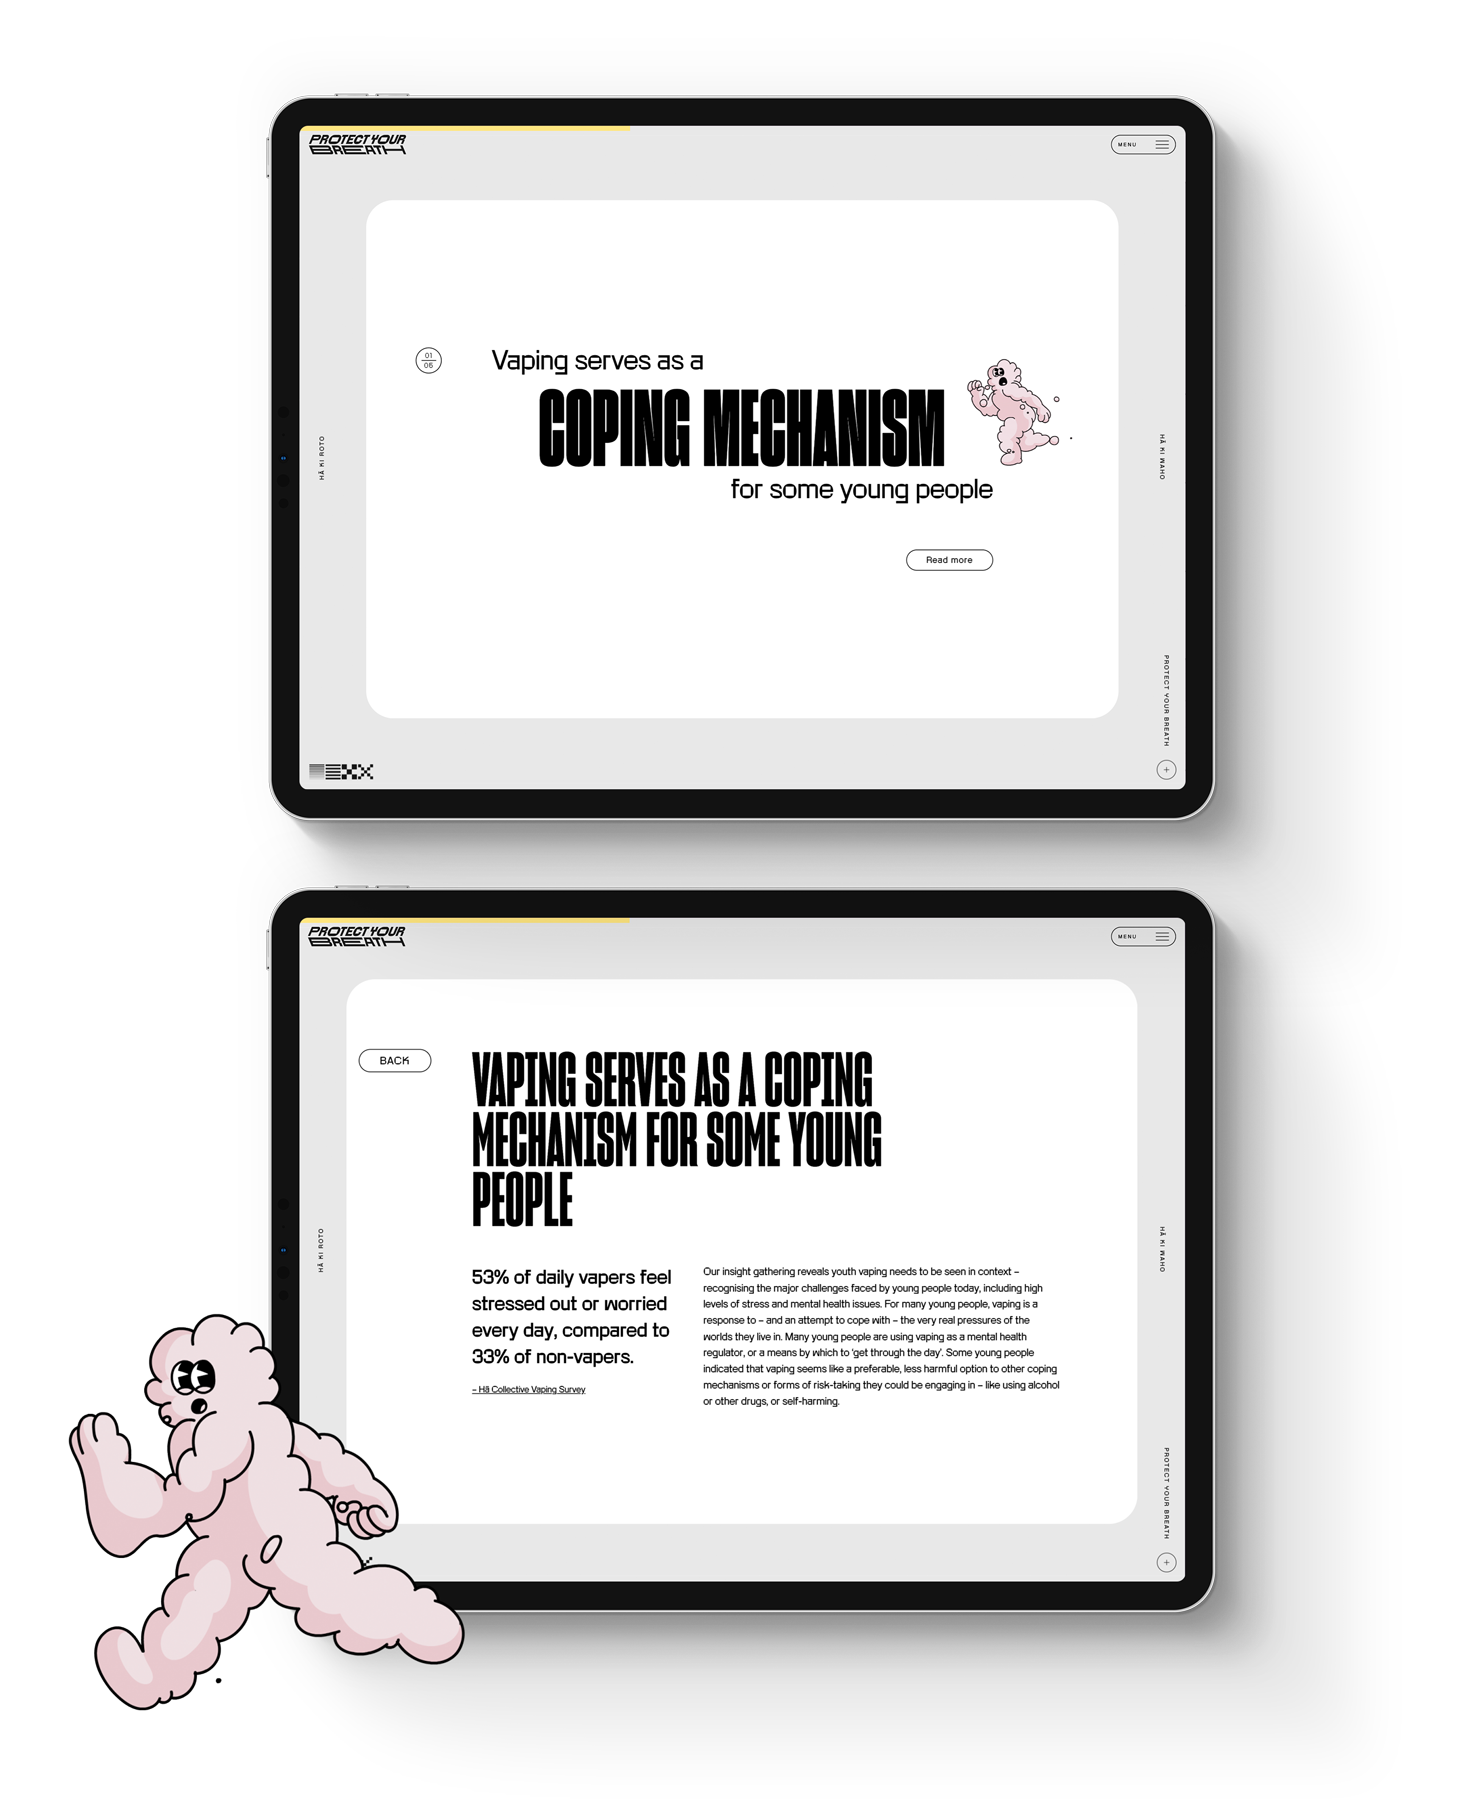 PROTECT YOUR
BREATH
MENU
01
05
Vaping serves as a
COPING MECHANISM
for some young people
Read more
HĀ KI ROTO
HĀ KI WAHO
PROTECT YOUR BREATH
PROTECT YOUR
BREATH
MENU
BACK
VAPING SERVES AS A COPING
MECHANISM FOR SOME YOUNG
PEOPLE
53% of daily vapers feel
stressed out or worried
every day, compared to
33% of non-vapers.
– Hā Collective Vaping Survey
Our insight gathering reveals youth vaping needs to be seen in context –
recognising the major challenges faced by young people today, including high
levels of stress and mental health issues. For many young people, vaping is a
response to – and an attempt to cope with – the very real pressures of the
worlds they live in. Many young people are using vaping as a mental health
regulator, or a means by which to ‘get through the day’. Some young people
indicated that vaping seems like a preferable, less harmful option to other coping
mechanisms or forms of risk-taking they could be engaging in – like using alcohol
or other drugs, or self-harming.
HĀ KI ROTO
HĀ KI WAHO
PROTECT YOUR BREATH